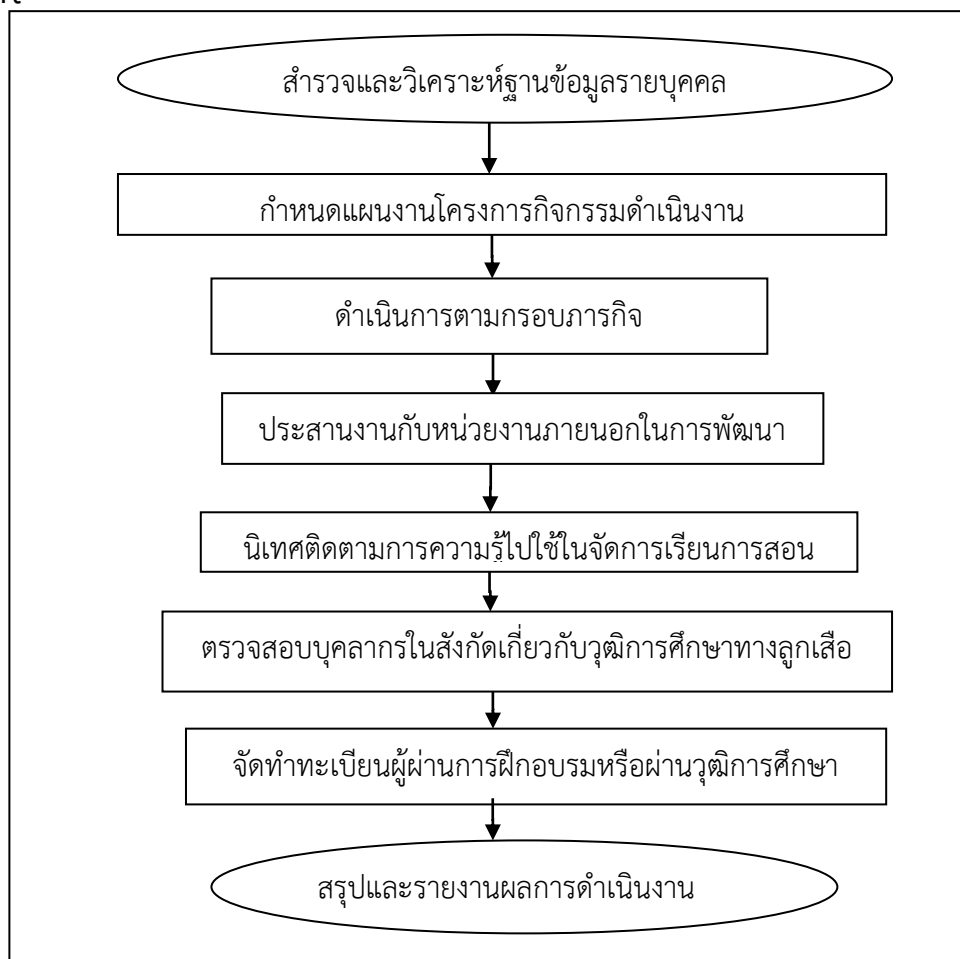 สำรวจและวิเคราะห์ฐานข้อมูลรายบุคคล
กำหนดแผนงานโครงการกิจกรรมดำเนินงาน
ดำเนินการตามกรอบภารกิจ
ประสานงานกับหน่วยงานภายนอกในการพัฒนา
นิเทศติดตามการความรู้ไปใช้ในจัดการเรียนการสอน
ตรวจสอบบุคลากรในสังกัดเกี่ยวกับวุฒิการศึกษาทางลูกเสือ
จัดทำทะเบียนผู้ผ่านการฝึกอบรมหรือผ่านวุฒิการศึกษา
สรุปและรายงานผลการดำเนินงาน